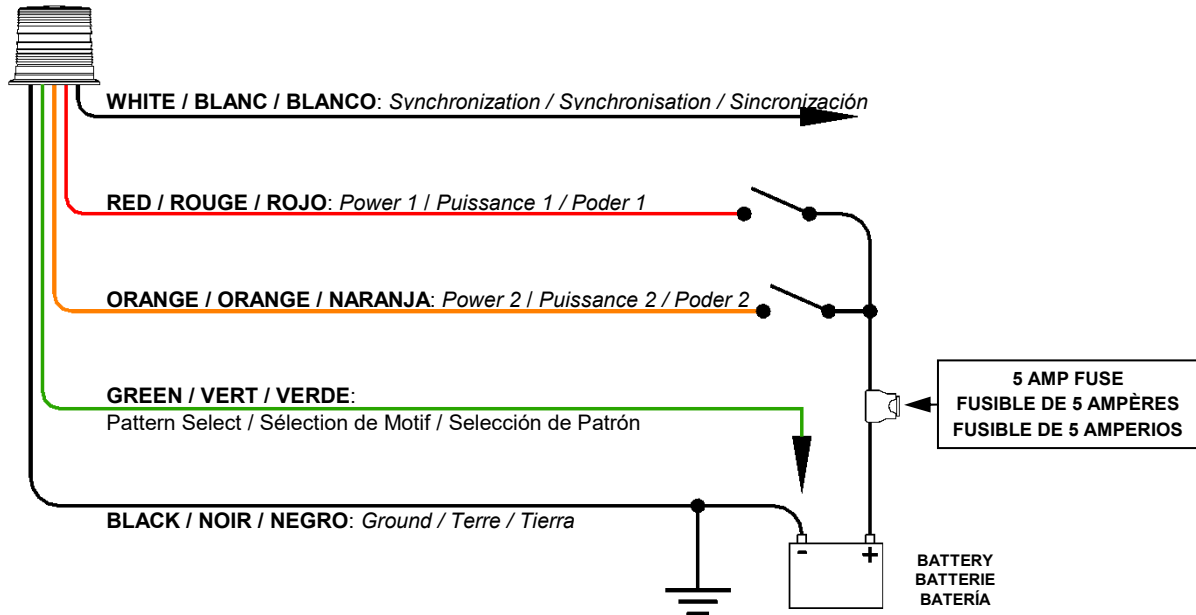 WHITE / BLANC / BLANCO: Synchronization / Synchronisation / Sincronización
RED / ROUGE / ROJO: Power 1 / Puissance 1 / Poder 1
ORANGE / ORANGE / NARANJA: Power 2 / Puissance 2 / Poder 2
GREEN / VERT / VERDE:
Pattern Select / Sélection de Motif / Selección de Patrón
5 AMP FUSE
FUSIBLE DE 5 AMPÈRES
FUSIBLE DE 5 AMPERIOS
BLACK / NOIR / NEGRO: Ground / Terre / Tierra
- +
BATTERY
BATTERIE
BATERÍA